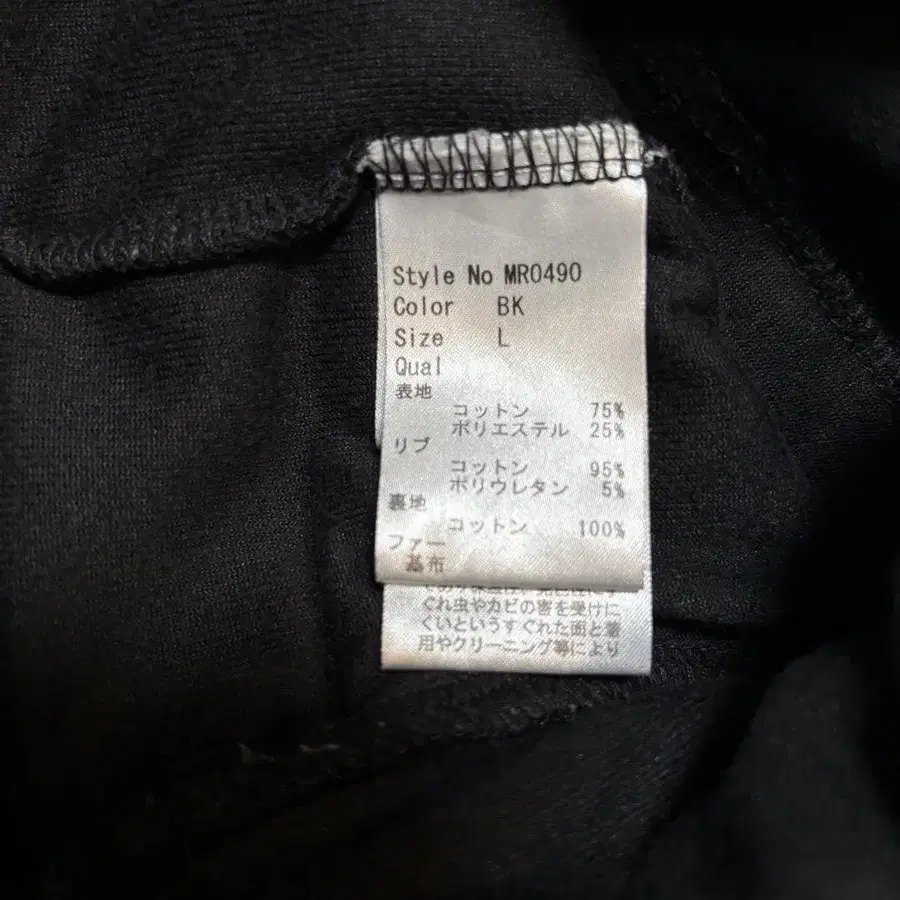 Style No MR0490
Color BK
Size L
Qual
表地
コットン 75%
ポリエステル 25%
リブ
コットン 95%
ポリウレタン 5%
裏地
コットン 100%
ファー
基布
ぐれ虫やカビの害を受けに
くいというすぐれた面と着
用やクリーニング等により